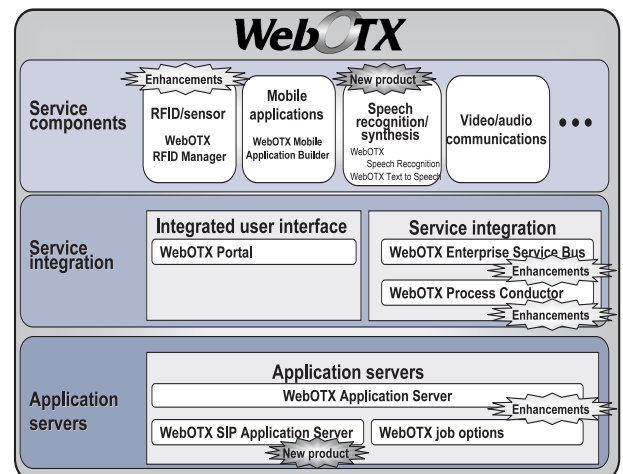 WebOTX
Service
components
Enhancements
RFID/sensor
WebOTX
RFID Manager
Mobile
applications
WebOTX Mobile
Application Builder
New product
Speech
recognition/
synthesis
WebOTX
Speech Recognition
WebOTX Text to Speech
Video/audio
communications
•••
Service
integration
Integrated user interface
WebOTX Portal
Service integration
WebOTX Enterprise Service Bus
Enhancements
WebOTX Process Conductor
Enhancements
Application
servers
Application servers
WebOTX Application Server
Enhancements
WebOTX SIP Application Server
New product
WebOTX job options